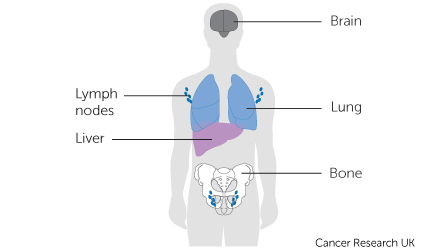 Brain
Lymph
nodes
Lung
Liver
Bone
Cancer Research UK